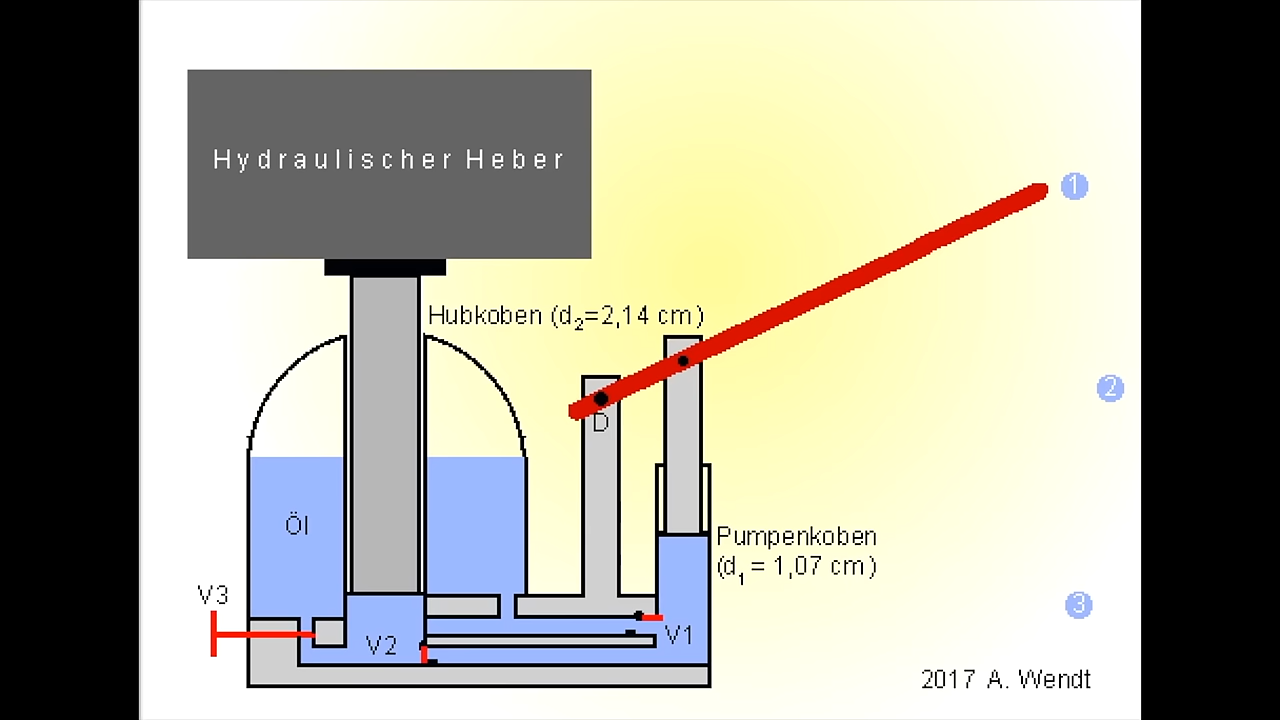 Hydraulischer Heber
1
Hubkoben (d2=2,14 cm)
2
D
Öl
Pumpenkoben
(d1 = 1,07 cm)
V3
3
V2
V1
2017 A. Wendt